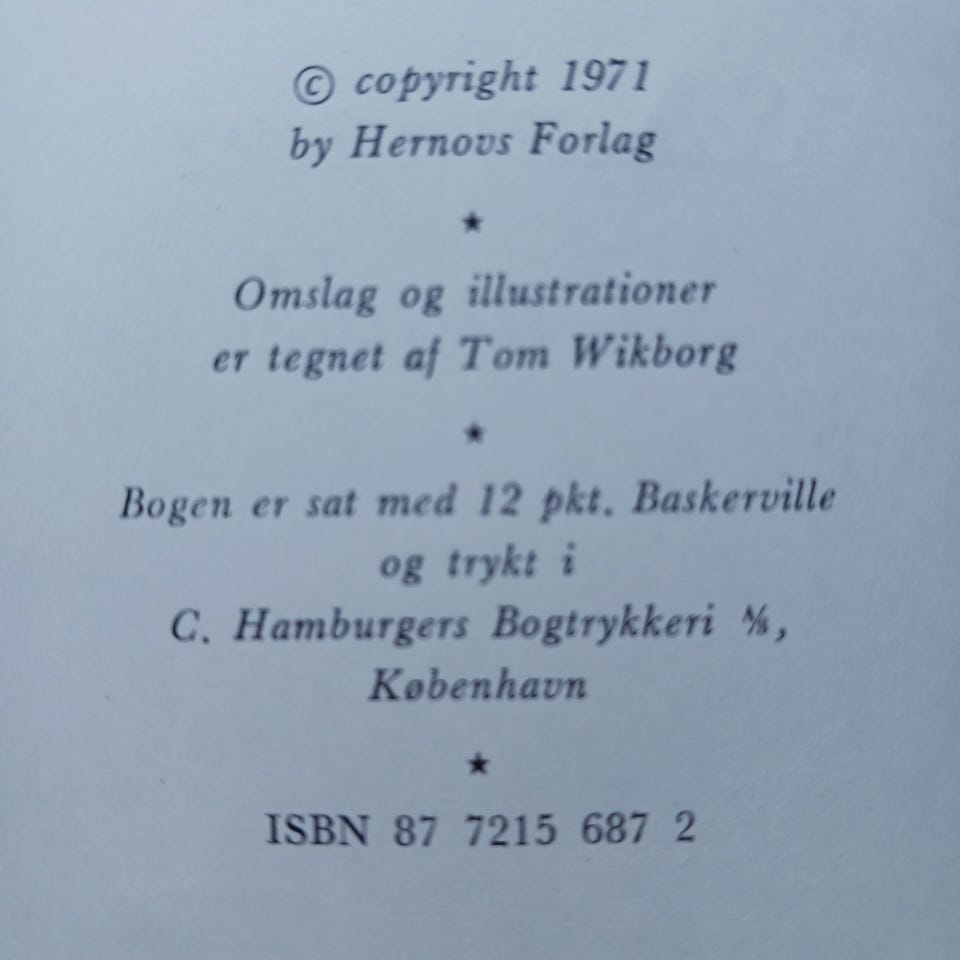 © copyright 1971
by Hernovs Forlag
★
Omslag og illustrationer
er tegnet af Tom Wikborg
★
Bogen er sat med 12 pkt. Baskerville
og trykt i
C. Hamburgers Bogtrykkeri A/s,
København
★
ISBN 87 7215 687 2